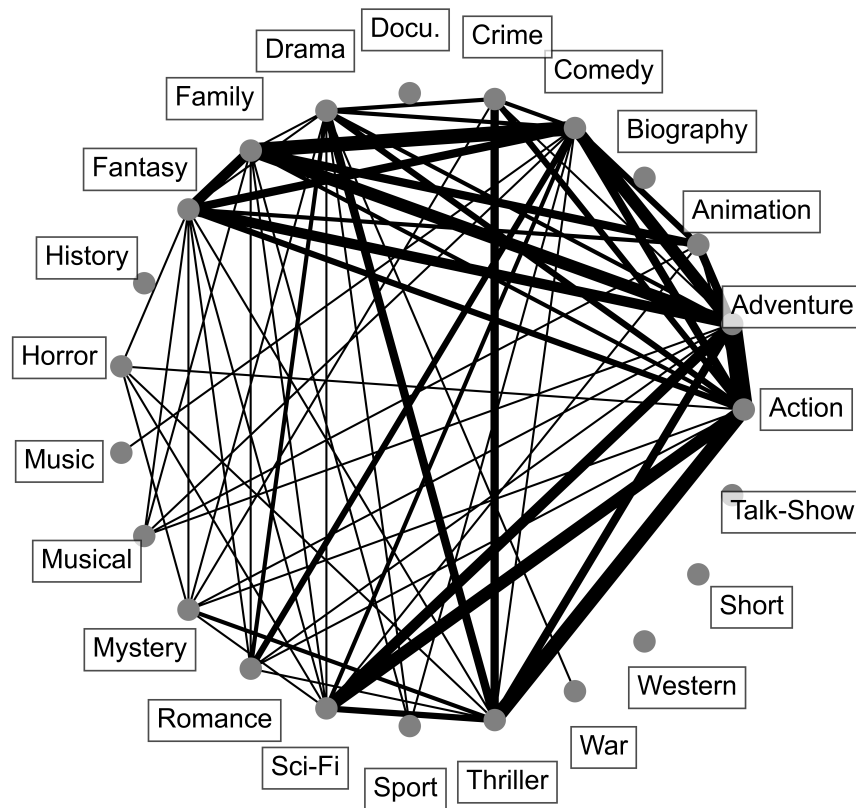 Docu.
Crime
Drama
Comedy
Family
Biography
Fantasy
Animation
History
Adventure
Horror
Action
Music
Talk-Show
Musical
Short
Mystery
Western
Romance
War
Sci-Fi
Sport
Thriller